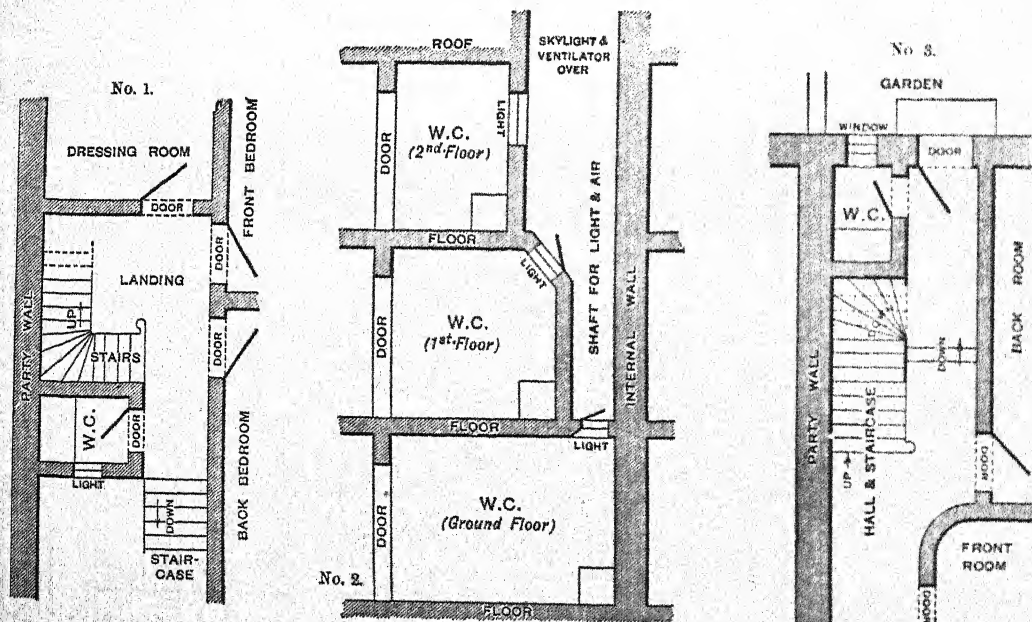 No. 1.
DRESSING ROOM
DOOR
FRONT BEDROOM
DOOR
LANDING
UP
STAIRS
DOOR
PARTY WALL
W.C.
DOOR
LIGHT
BACK BEDROOM
DOWN
STAIR-
CASE
No. 2.
ROOF
SKYLIGHT &
VENTILATOR
OVER
W.C.
(2nd Floor)
LIGHT
DOOR
FLOOR
LIGHT
SHAFT FOR LIGHT & AIR
INTERNAL WALL
W.C.
(1st Floor)
DOOR
FLOOR
LIGHT
W.C.
(Ground Floor)
DOOR
FLOOR
No 3.
GARDEN
WINDOW
DOOR
W.C.
BACK ROOM
DOWN
PARTY WALL
HALL & STAIRCASE
UP
DOOR
FRONT
ROOM
DOOR